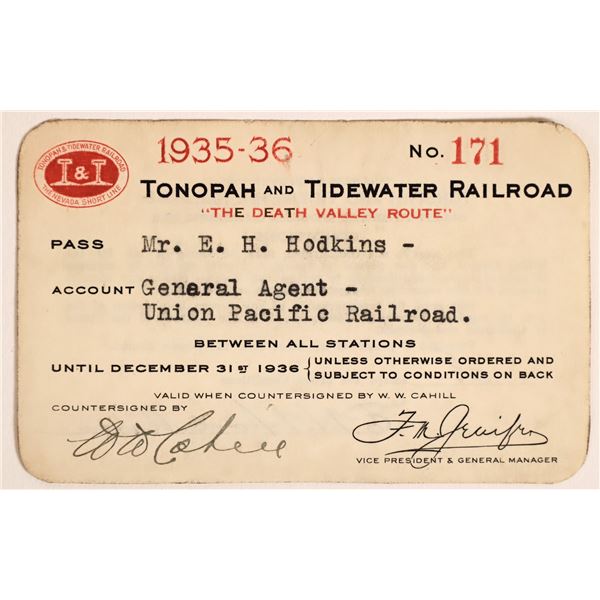 1935-36 No. 171
TONOPAH & TIDEWATER RAILROAD
T&T
THE NEVADA SHORT LINE
TONOPAH AND TIDEWATER RAILROAD
"THE DEATH VALLEY ROUTE"
PASS Mr. E. H. Hodkins -
ACCOUNT General Agent -
Union Pacific Railroad.
BETWEEN ALL STATIONS
UNTIL DECEMBER 31ST 1936 { UNLESS OTHERWISE ORDERED AND
SUBJECT TO CONDITIONS ON BACK
VALID WHEN COUNTERSIGNED BY W. W. CAHILL
COUNTERSIGNED BY
W W Cahill
VICE PRESIDENT & GENERAL MANAGER